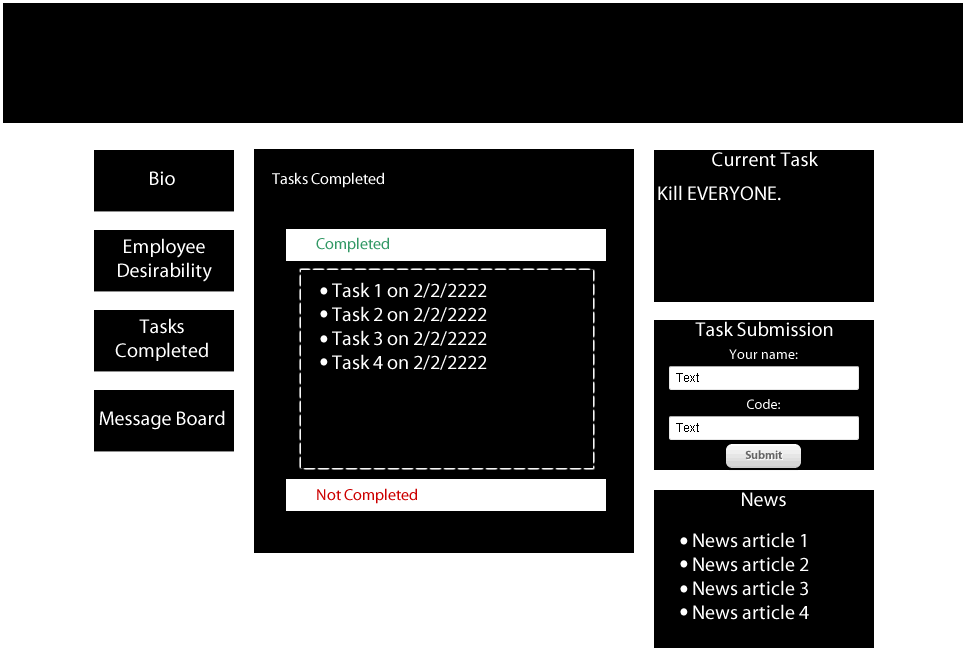 Bio
Employee
Desirability
Tasks
Completed
Message Board
Tasks Completed
Completed
• Task 1 on 2/2/2222
• Task 2 on 2/2/2222
• Task 3 on 2/2/2222
• Task 4 on 2/2/2222
Not Completed
Current Task
Kill EVERYONE.
Task Submission
Your name:
Text
Code:
Text
Submit
News
• News article 1
• News article 2
• News article 3
• News article 4